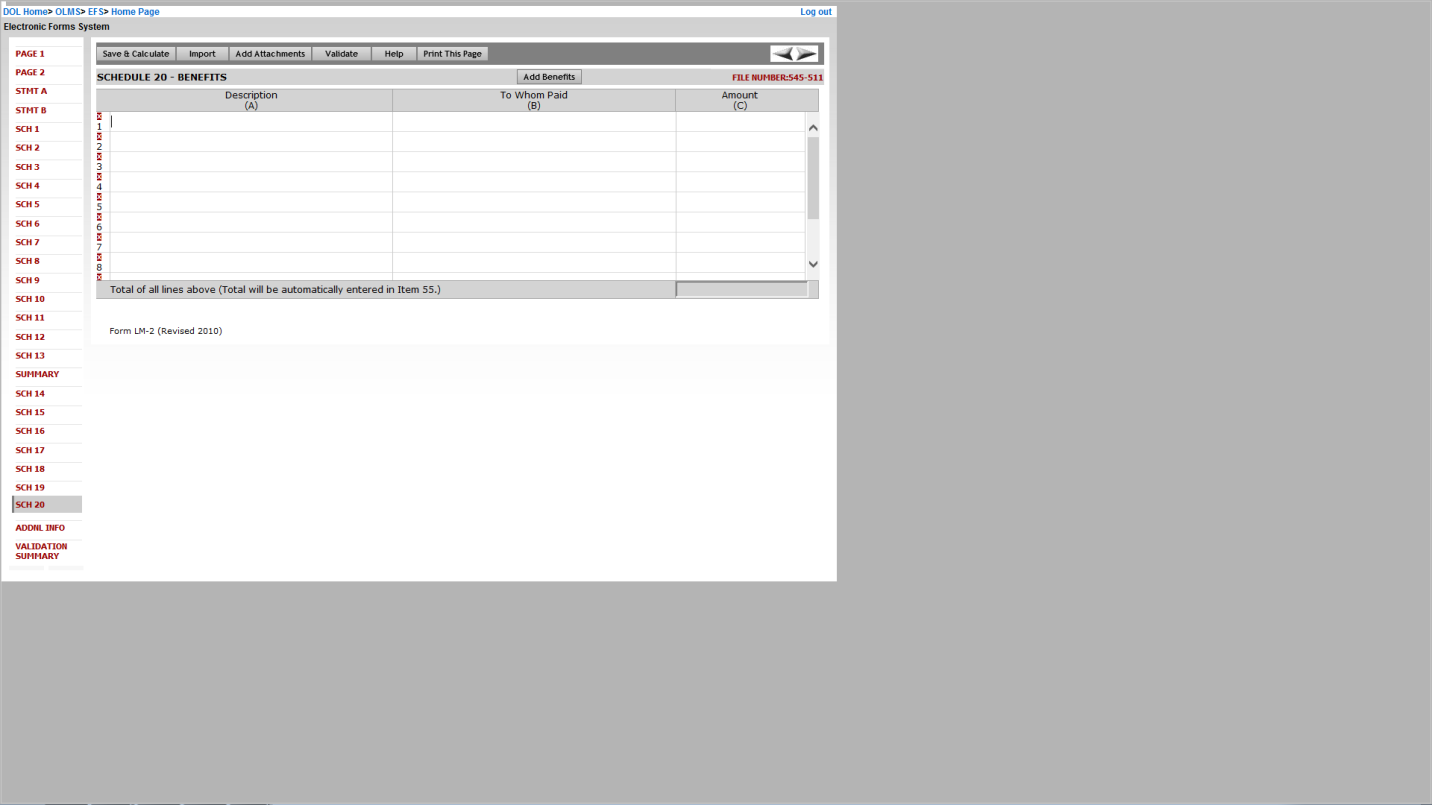 DOL Home> OLMS> EFS> Home Page Log out
Electronic Forms System
PAGE 1
PAGE 2
STMT A
STMT B
SCH 1
SCH 2
SCH 3
SCH 4
SCH 5
SCH 6
SCH 7
SCH 8
SCH 9
SCH 10
SCH 11
SCH 12
SCH 13
SUMMARY
SCH 14
SCH 15
SCH 16
SCH 17
SCH 18
SCH 19
SCH 20
ADDNL INFO
VALIDATION
SUMMARY
Save & Calculate Import Add Attachments Validate Help Print This Page
SCHEDULE 20 - BENEFITS Add Benefits FILE NUMBER:545-511
Description To Whom Paid Amount
(A) (B) (C)
x
1
x
2
x
3
x
4
x
5
x
6
x
7
x
8
x
Total of all lines above (Total will be automatically entered in Item 55.)
Form LM-2 (Revised 2010)